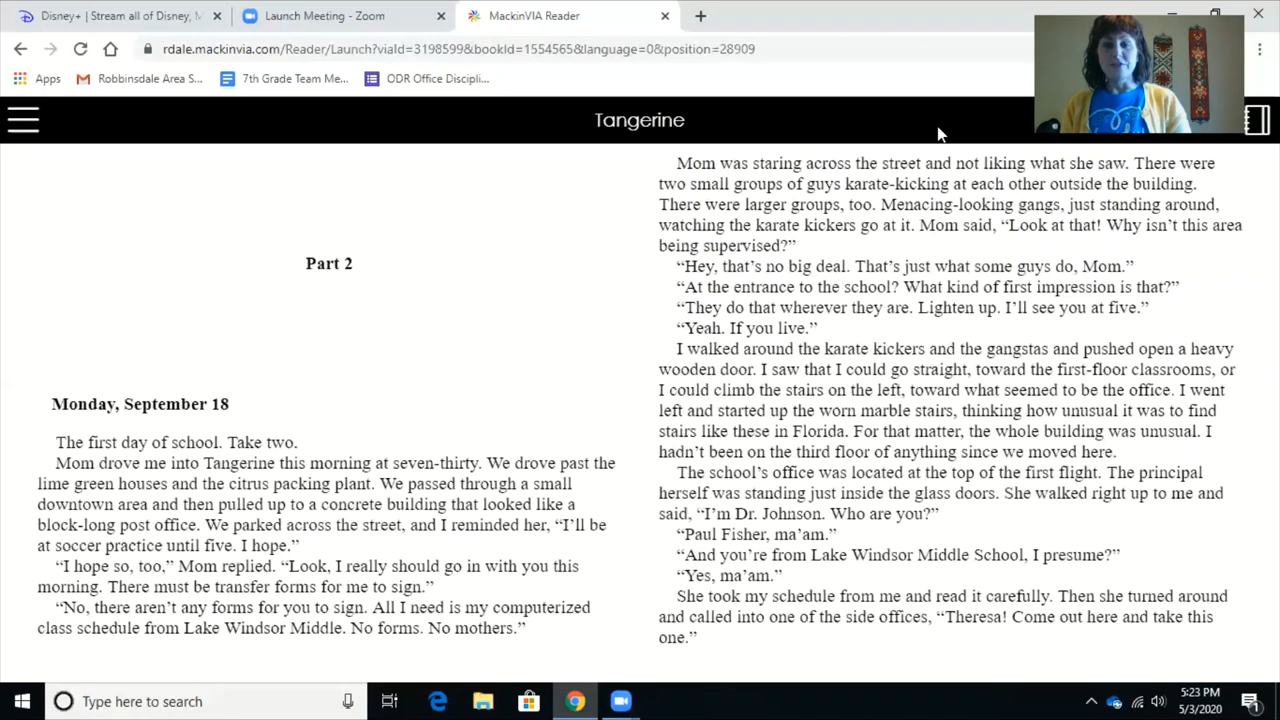 Disney+ | Stream all of Disney, M
Launch Meeting - Zoom
MackinVIA Reader
rdale.mackinvia.com/Reader/Launch?viaId=3198599&bookId=1554565&language=0&position=28909
Apps
Robbinsdale Area S...
7th Grade Team Me...
ODR Office Discipli...
Tangerine
Part 2
Monday, September 18
The first day of school. Take two.
Mom drove me into Tangerine this morning at seven-thirty. We drove past the
lime green houses and the citrus packing plant. We passed through a small
downtown area and then pulled up to a concrete building that looked like a
block-long post office. We parked across the street, and I reminded her, “I’ll be
at soccer practice until five. I hope.”
“I hope so, too,” Mom replied. “Look, I really should go in with you this
morning. There must be transfer forms for me to sign.”
“No, there aren’t any forms for you to sign. All I need is my computerized
class schedule from Lake Windsor Middle. No forms. No mothers.”
Mom was staring across the street and not liking what she saw. There were
two small groups of guys karate-kicking at each other outside the building.
There were larger groups, too. Menacing-looking gangs, just standing around,
watching the karate kickers go at it. Mom said, “Look at that! Why isn’t this area
being supervised?”
“Hey, that’s no big deal. That’s just what some guys do, Mom.”
“At the entrance to the school? What kind of first impression is that?”
“They do that wherever they are. Lighten up. I’ll see you at five.”
“Yeah. If you live.”
I walked around the karate kickers and the gangstas and pushed open a heavy
wooden door. I saw that I could go straight, toward the first-floor classrooms, or
I could climb the stairs on the left, toward what seemed to be the office. I went
left and started up the worn marble stairs, thinking how unusual it was to find
stairs like these in Florida. For that matter, the whole building was unusual. I
hadn’t been on the third floor of anything since we moved here.
The school’s office was located at the top of the first flight. The principal
herself was standing just inside the glass doors. She walked right up to me and
said, “I’m Dr. Johnson. Who are you?”
“Paul Fisher, ma’am.”
“And you’re from Lake Windsor Middle School, I presume?”
“Yes, ma’am.”
She took my schedule from me and read it carefully. Then she turned around
and called into one of the side offices, “Theresa! Come out here and take this
one.”
Type here to search
5:23 PM
5/3/2020
1